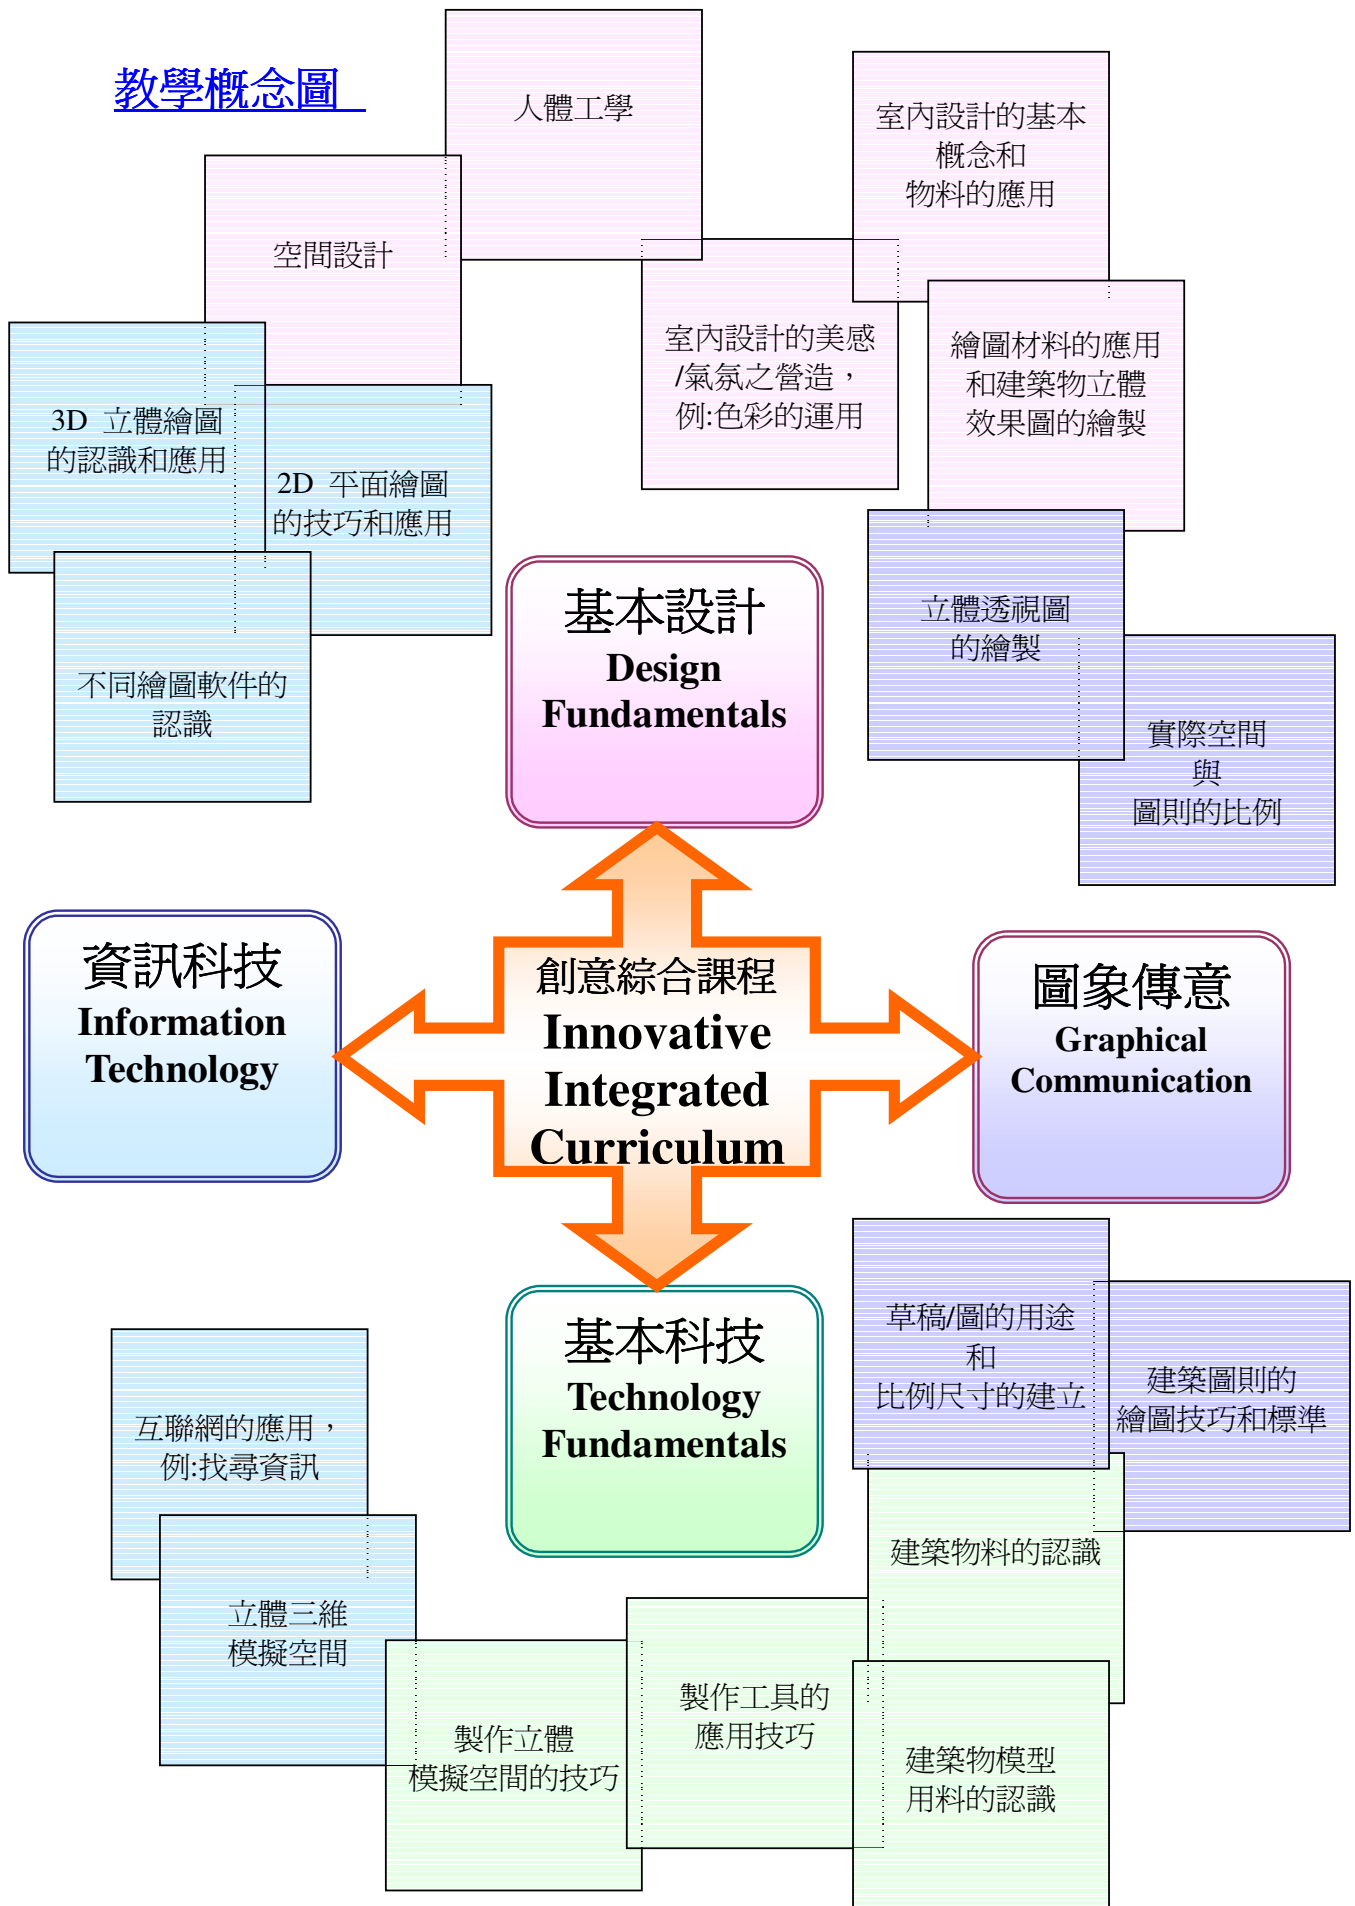 教學概念圖
人體工學
室內設計的基本
概念和
物料的應用
空間設計
室內設計的美感
/氣氛之營造，
例:色彩的運用
繪圖材料的應用
和建築物立體
效果圖的繪製
3D 立體繪圖
的認識和應用
2D 平面繪圖
的技巧和應用
不同繪圖軟件的
認識
立體透視圖
的繪製
實際空間
與
圖則的比例
基本設計
Design
Fundamentals
資訊科技
Information
Technology
創意綜合課程
Innovative
Integrated
Curriculum
圖象傳意
Graphical
Communication
基本科技
Technology
Fundamentals
草稿/圖的用途
和
比例尺寸的建立
建築圖則的
繪圖技巧和標準
互聯網的應用，
例:找尋資訊
立體三維
模擬空間
建築物料的認識
製作立體
模擬空間的技巧
製作工具的
應用技巧
建築物模型
用料的認識